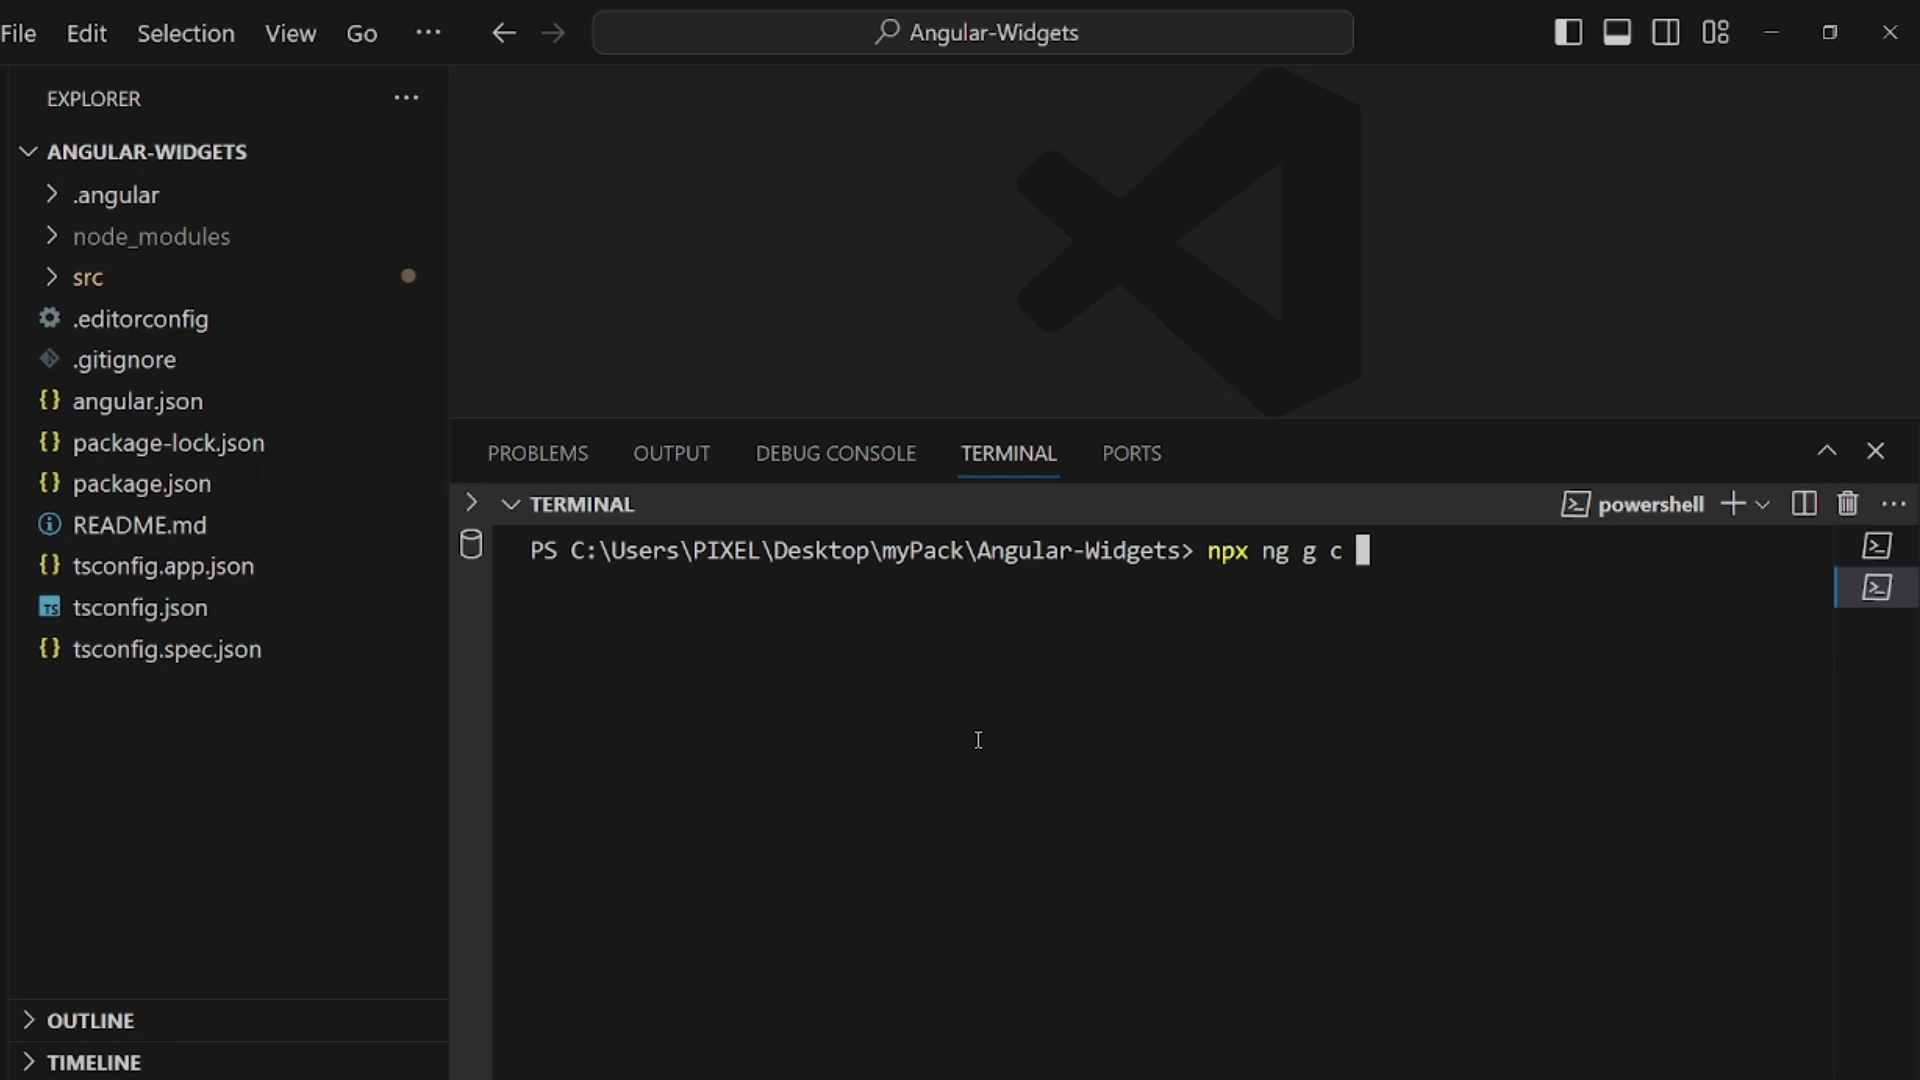 File Edit Selection View Go ··· Angular-Widgets
EXPLORER ···
ANGULAR-WIDGETS
.angular
node_modules
src
.editorconfig
.gitignore
{} angular.json
{} package-lock.json
{} package.json
README.md
{} tsconfig.app.json
TS tsconfig.json
{} tsconfig.spec.json
OUTLINE
TIMELINE
PROBLEMS OUTPUT DEBUG CONSOLE TERMINAL PORTS
TERMINAL powershell
PS C:\Users\PIXEL\Desktop\myPack\Angular-Widgets> npx ng g c